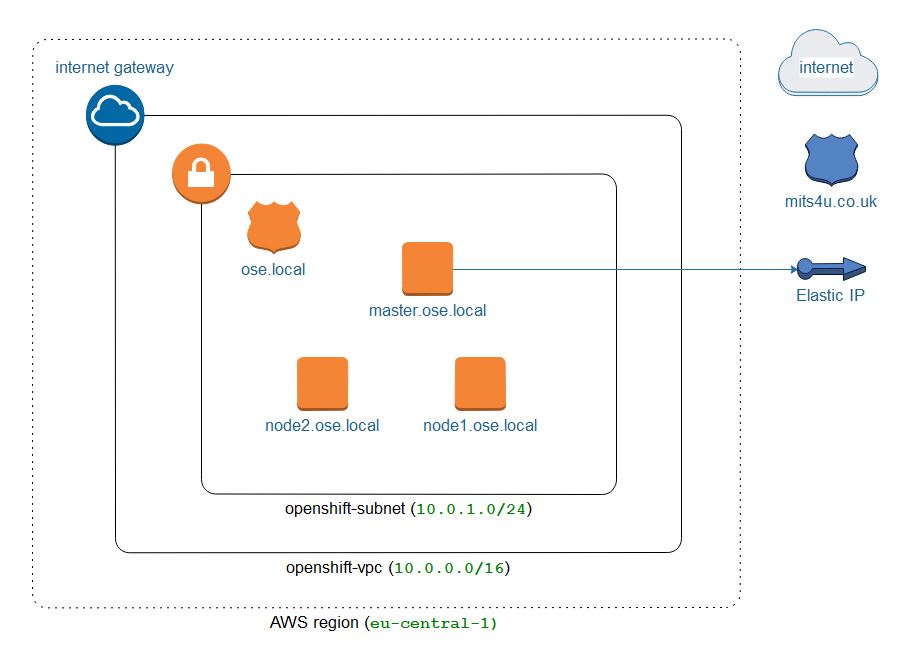 internet gateway
internet
mits4u.co.uk
ose.local
Elastic IP
master.ose.local
node2.ose.local
node1.ose.local
openshift-subnet (10.0.1.0/24)
openshift-vpc (10.0.0.0/16)
AWS region (eu-central-1)